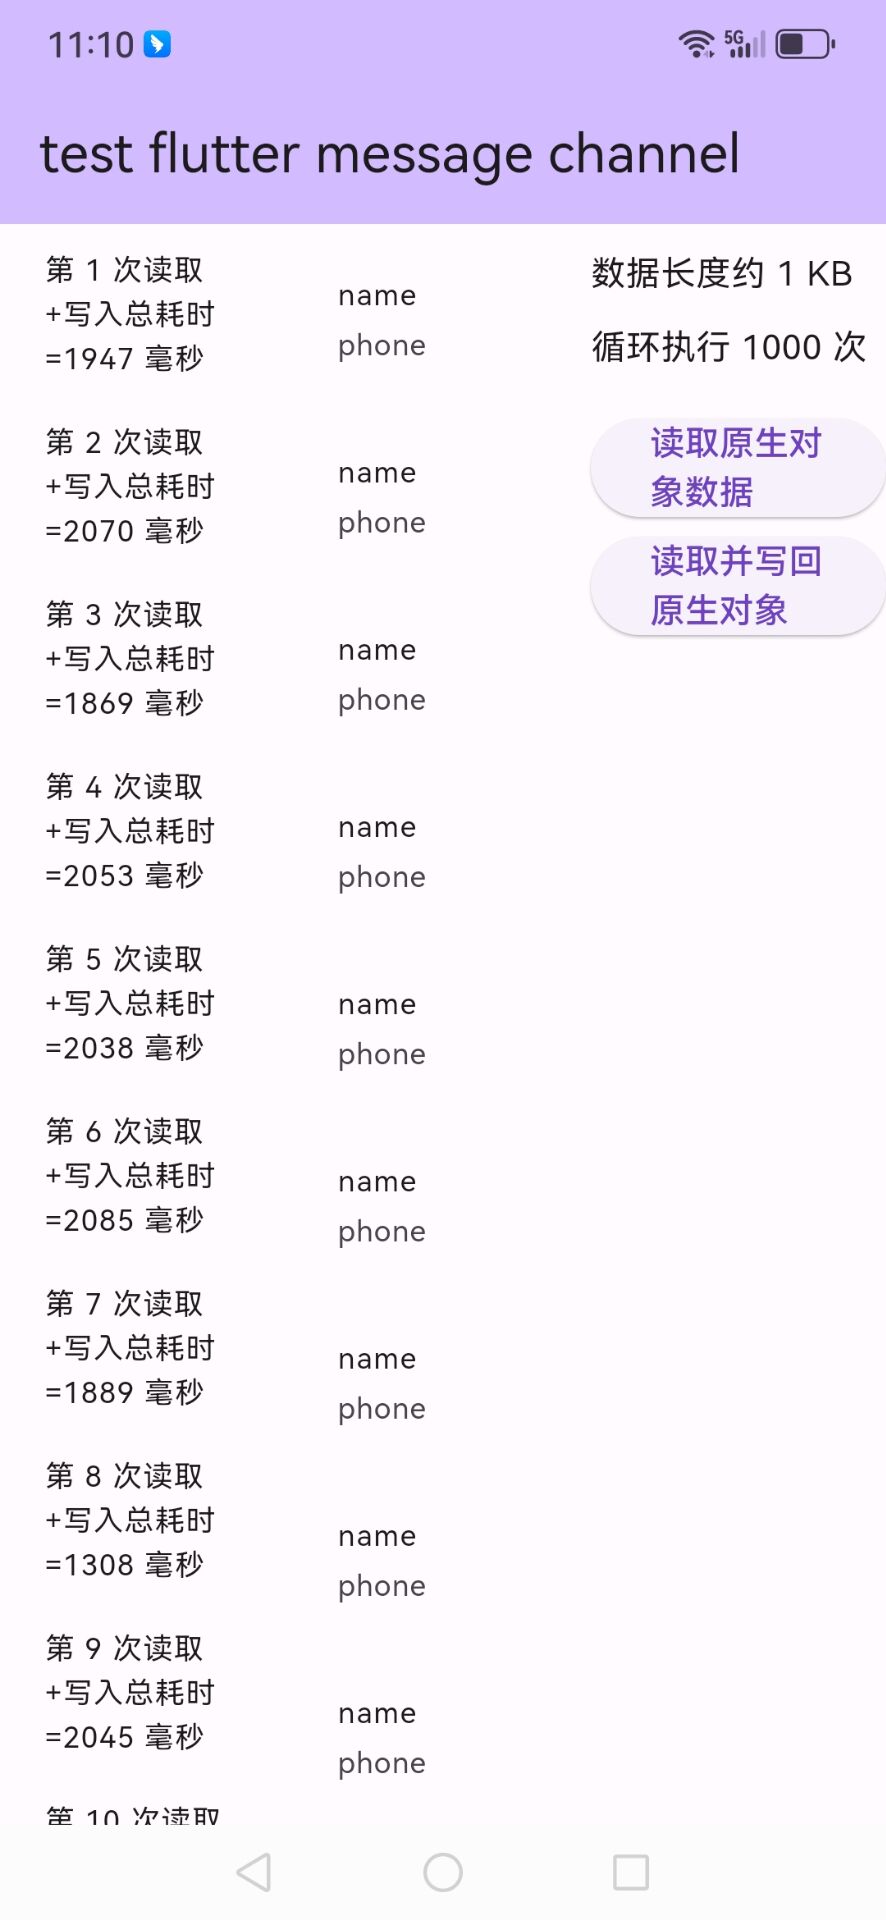 11:10
5G
test flutter message channel
第 1 次读取
+写入总耗时
=1947 毫秒
第 2 次读取
+写入总耗时
=2070 毫秒
第 3 次读取
+写入总耗时
=1869 毫秒
第 4 次读取
+写入总耗时
=2053 毫秒
第 5 次读取
+写入总耗时
=2038 毫秒
第 6 次读取
+写入总耗时
=2085 毫秒
第 7 次读取
+写入总耗时
=1889 毫秒
第 8 次读取
+写入总耗时
=1308 毫秒
第 9 次读取
+写入总耗时
=2045 毫秒
第 10 次读取
name
phone
name
phone
name
phone
name
phone
name
phone
name
phone
name
phone
name
phone
name
phone
数据长度约 1 KB
循环执行 1000 次
读取原生对
象数据
读取并写回
原生对象